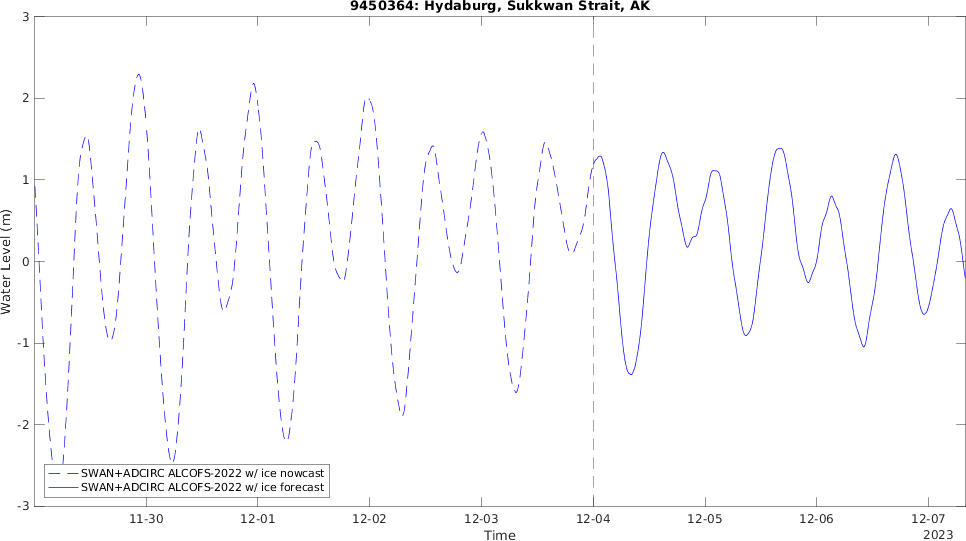 9450364: Hydaburg, Sukkwan Strait, AK
3
2
1
0
-1
-2
-3
Water Level (m)
SWAN+ADCIRC ALCOFS-2022 w/ ice nowcast
SWAN+ADCIRC ALCOFS-2022 w/ ice forecast
11-30 12-01 12-02 12-03 12-04 12-05 12-06 12-07
Time
2023